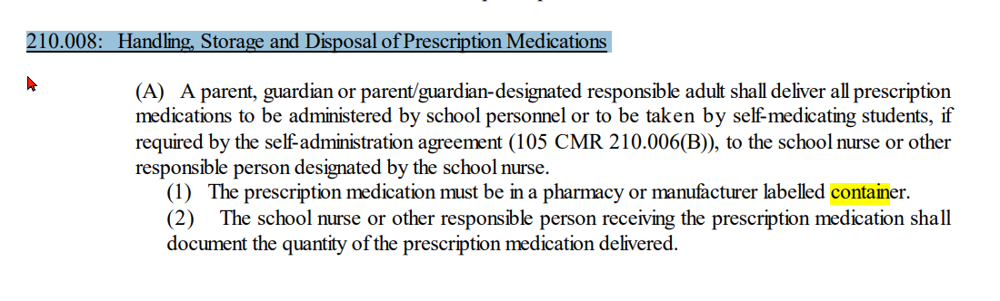 210.008: Handling, Storage and Disposal of Prescription Medications
(A) A parent, guardian or parent/guardian-designated responsible adult shall deliver all prescription
medications to be administered by school personnel or to be taken by self-medicating students, if
required by the self-administration agreement (105 CMR 210.006(B)), to the school nurse or other
responsible person designated by the school nurse.
(1) The prescription medication must be in a pharmacy or manufacturer labelled container.
(2) The school nurse or other responsible person receiving the prescription medication shall
document the quantity of the prescription medication delivered.